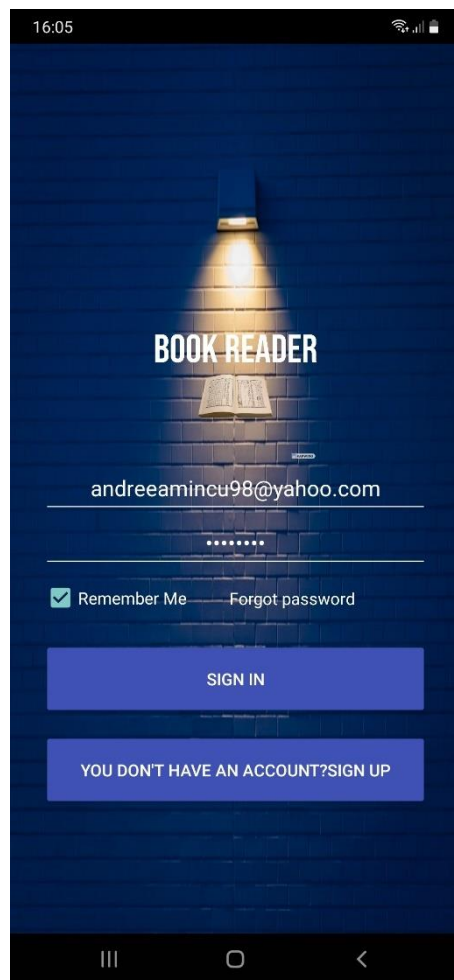 16:05
BOOK READER
andreeamincu98@yahoo.com
••••••••
Remember Me Forgot password
SIGN IN
YOU DON'T HAVE AN ACCOUNT?SIGN UP